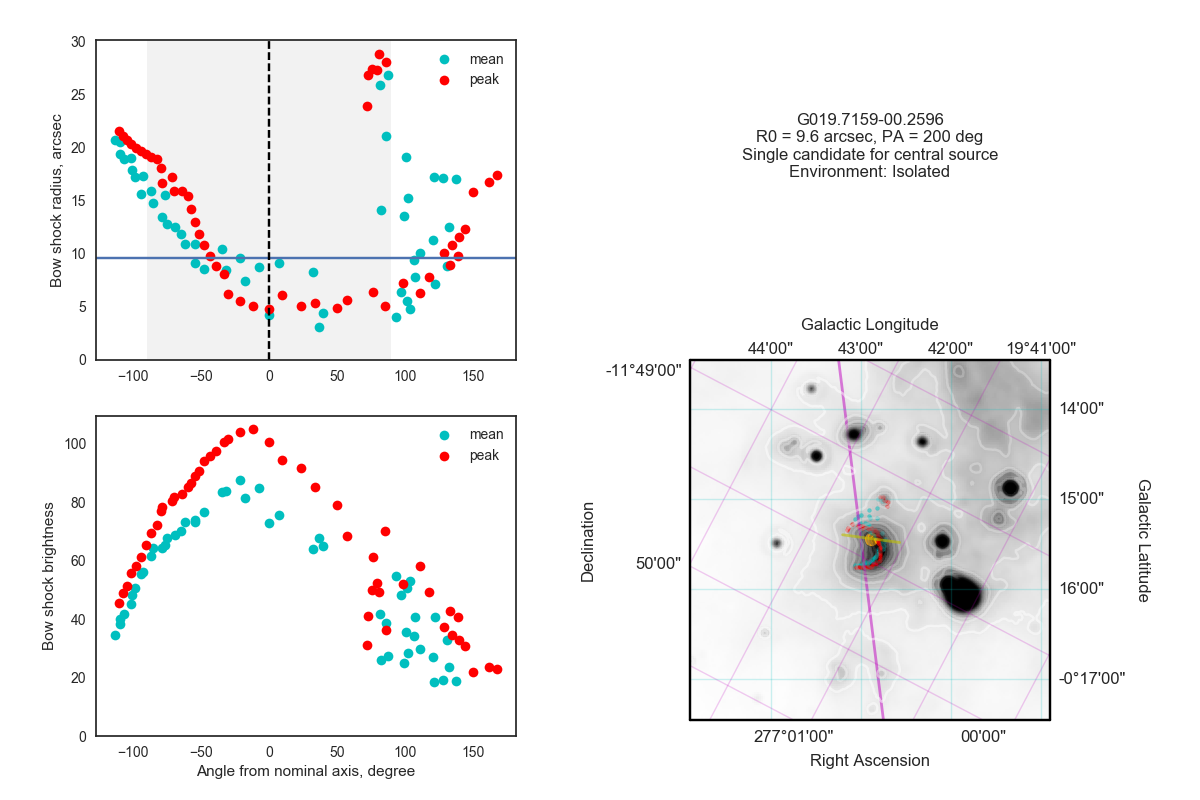 30
25
20
15
10
5
0
Bow shock radius, arcsec
mean
peak
−100
−50
0
50
100
150
100
80
60
40
20
0
Bow shock brightness
mean
peak
−100
−50
0
50
100
150
Angle from nominal axis, degree
G019.7159-00.2596
R0 = 9.6 arcsec, PA = 200 deg
Single candidate for central source
Environment: Isolated
Galactic Longitude
44'00"
43'00"
42'00"
19°41'00"
-11°49'00"
50'00"
Declination
14'00"
15'00"
16'00"
-0°17'00"
Galactic Latitude
277°01'00"
00'00"
Right Ascension